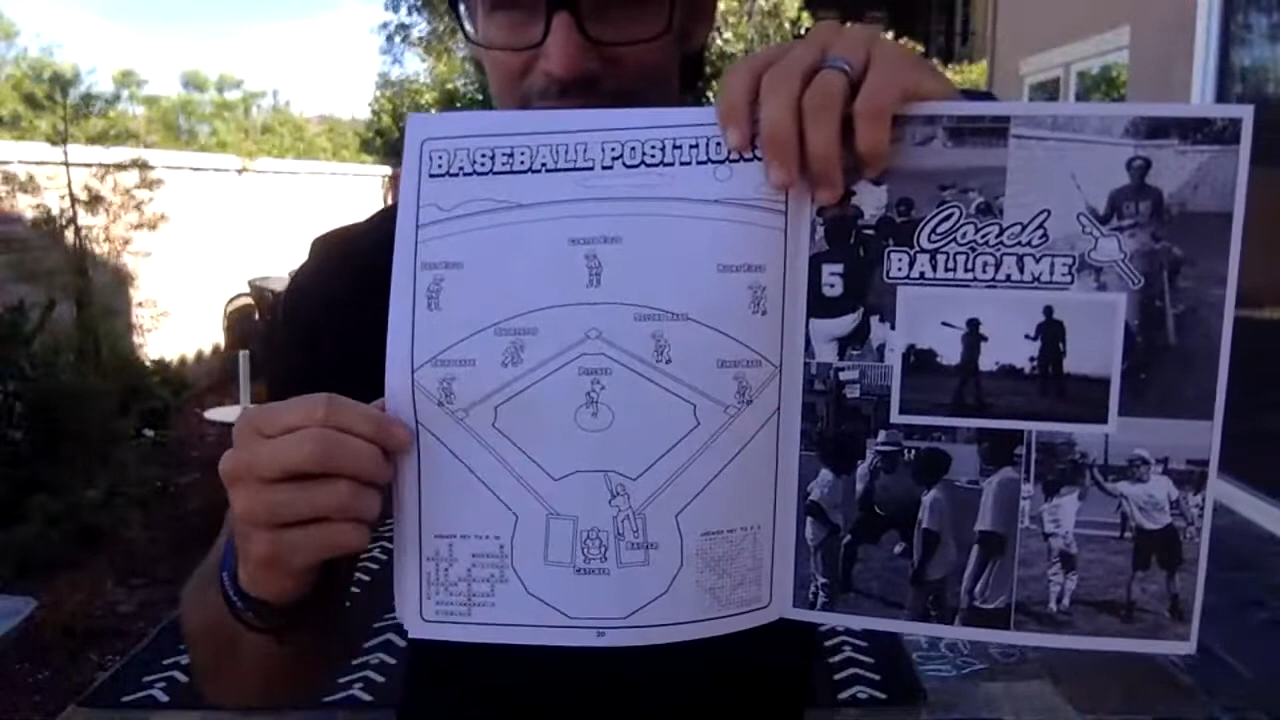 BASEBALL POSITION
CENTER FIELD
LEFT FIELD
RIGHT FIELD
SHORTSTOP
SECOND BASE
THIRD BASE
PITCHER
FIRST BASE
BATTER
CATCHER
20
Coach
BALLGAME
5